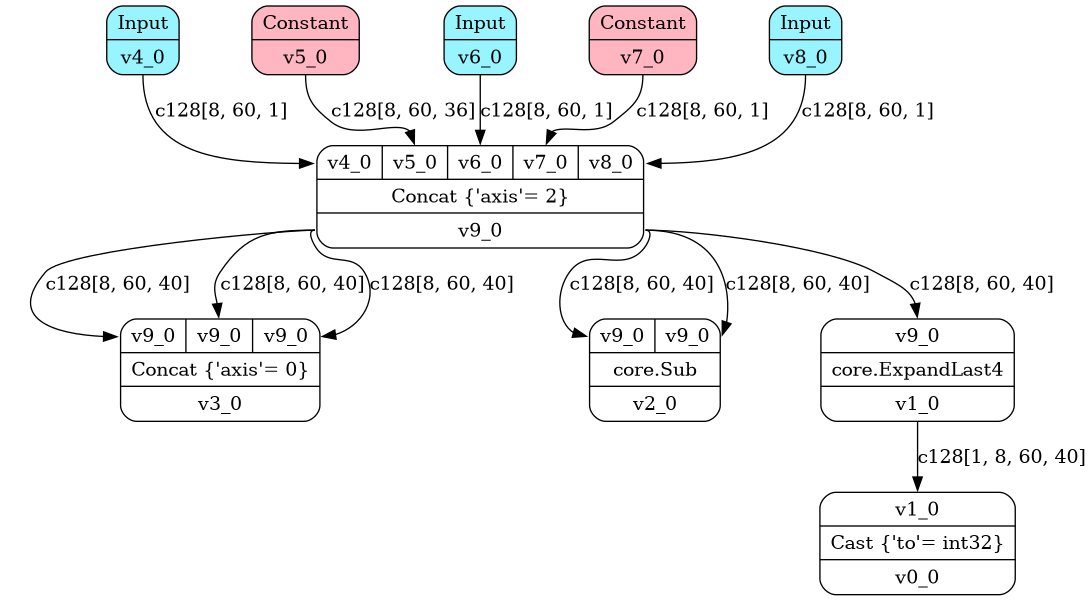 Input
v4_0
Constant
v5_0
Input
v6_0
Constant
v7_0
Input
v8_0
c128[8, 60, 1]
c128[8, 60, 36]
c128[8, 60, 1]
c128[8, 60, 1]
c128[8, 60, 1]
v4_0 v5_0 v6_0 v7_0 v8_0
Concat {'axis'= 2}
v9_0
c128[8, 60, 40]
c128[8, 60, 40]
c128[8, 60, 40]
c128[8, 60, 40]
c128[8, 60, 40]
c128[8, 60, 40]
v9_0 v9_0 v9_0
Concat {'axis'= 0}
v3_0
v9_0 v9_0
core.Sub
v2_0
v9_0
core.ExpandLast4
v1_0
c128[1, 8, 60, 40]
v1_0
Cast {'to'= int32}
v0_0